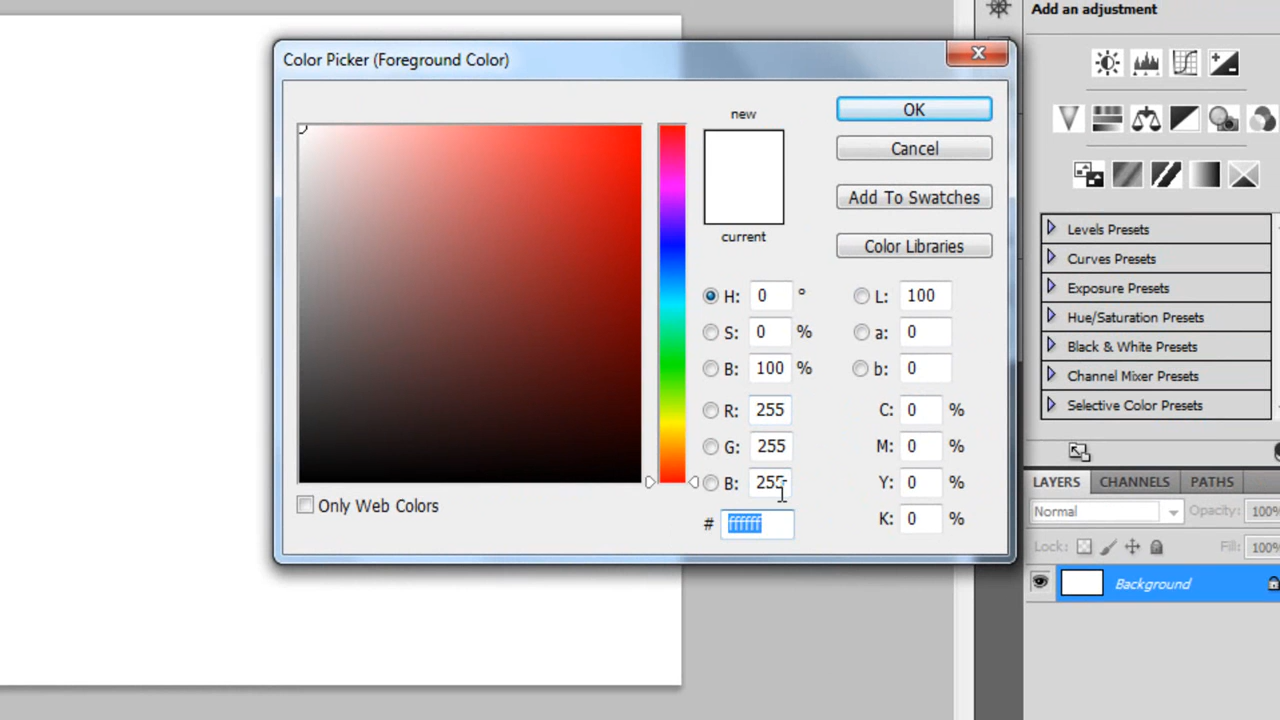 Add an adjustment
Color Picker (Foreground Color)
new
current
OK
Cancel
Add To Swatches
Color Libraries
H: 0 °
S: 0 %
B: 100 %
R: 255
G: 255
B: 255
# ffffff
L: 100
a: 0
b: 0
C: 0 %
M: 0 %
Y: 0 %
K: 0 %
Only Web Colors
Levels Presets
Curves Presets
Exposure Presets
Hue/Saturation Presets
Black & White Presets
Channel Mixer Presets
Selective Color Presets
LAYERS CHANNELS PATHS
Normal Opacity: 100%
Lock: Fill: 100%
Background